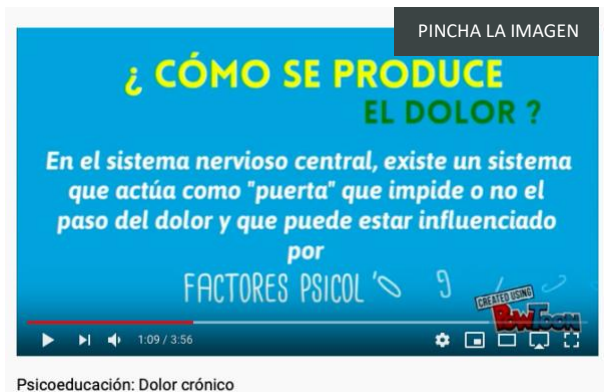 PINCHA LA IMAGEN
¿ CÓMO SE PRODUCE
EL DOLOR ?
En el sistema nervioso central, existe un sistema
que actúa como "puerta" que impide o no el
paso del dolor y que puede estar influenciado
por
FACTORES PSICOL
CREATED USING
POWTOON
1:09 / 3:56
Psicoeducación: Dolor crónico